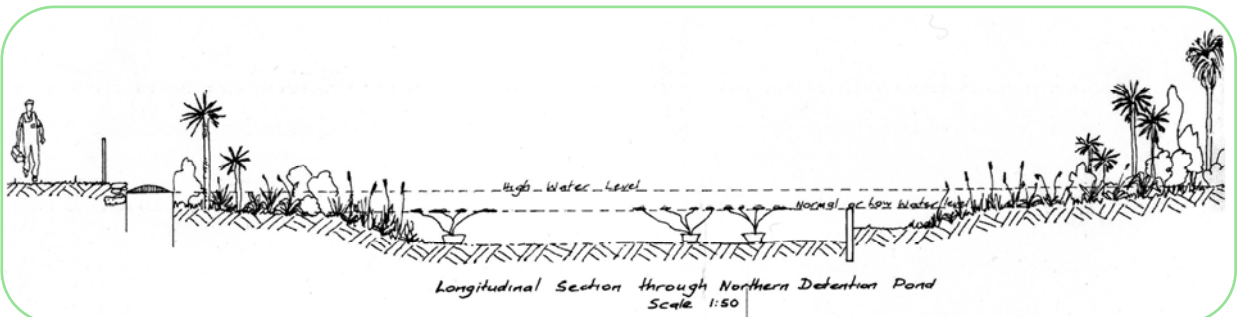 High Water Level
Normal or Low Water Level
Longitudinal Section through Northern Detention Pond
Scale 1:50